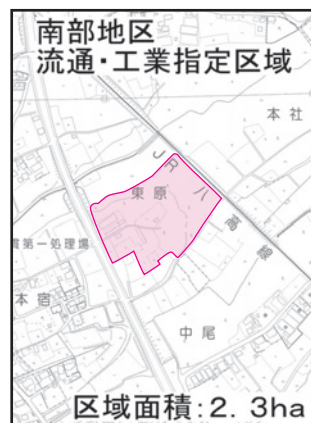 南部地区
流通・工業指定区域
本社
JR八高線
東原
貫第一処理場
本宿
中尾
区域面積:2.3ha